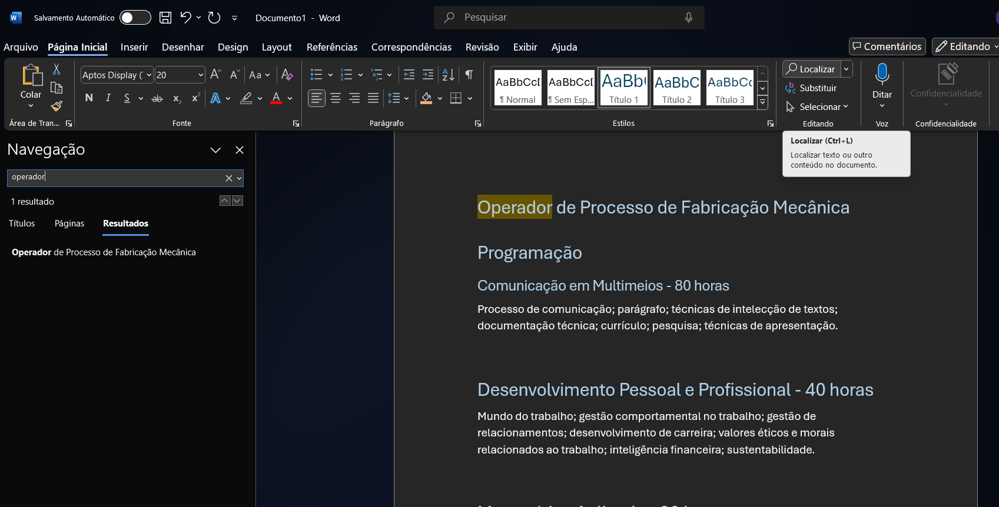 Salvamento Automático
Documento1 - Word
Pesquisar
Arquivo Página Inicial Inserir Desenhar Design Layout Referências Correspondências Revisão Exibir Ajuda
Comentários Editando
Colar
Área de Tran...
Aptos Display ( 20
Aa
N I S ab x₂ x²
A A
Fonte
Parágrafo
AaBbCcI AaBbCcI AaBb AaBbC AaBbCc
¶ Normal ¶ Sem Esp... Título 1 Título 2 Título 3
Estilos
Localizar
Substituir
Selecionar
Editando
Ditar
Voz
Confidencialidade
Confidencialidade
Localizar (Ctrl+L)
Localizar texto ou outro
conteúdo no documento.
Navegação
operador
1 resultado
Títulos Páginas Resultados
Operador de Processo de Fabricação Mecânica
Operador de Processo de Fabricação Mecânica
Programação
Comunicação em Multimeios - 80 horas
Processo de comunicação; parágrafo; técnicas de intelecção de textos;
documentação técnica; currículo; pesquisa; técnicas de apresentação.
Desenvolvimento Pessoal e Profissional - 40 horas
Mundo do trabalho; gestão comportamental no trabalho; gestão de
relacionamentos; desenvolvimento de carreira; valores éticos e morais
relacionados ao trabalho; inteligência financeira; sustentabilidade.